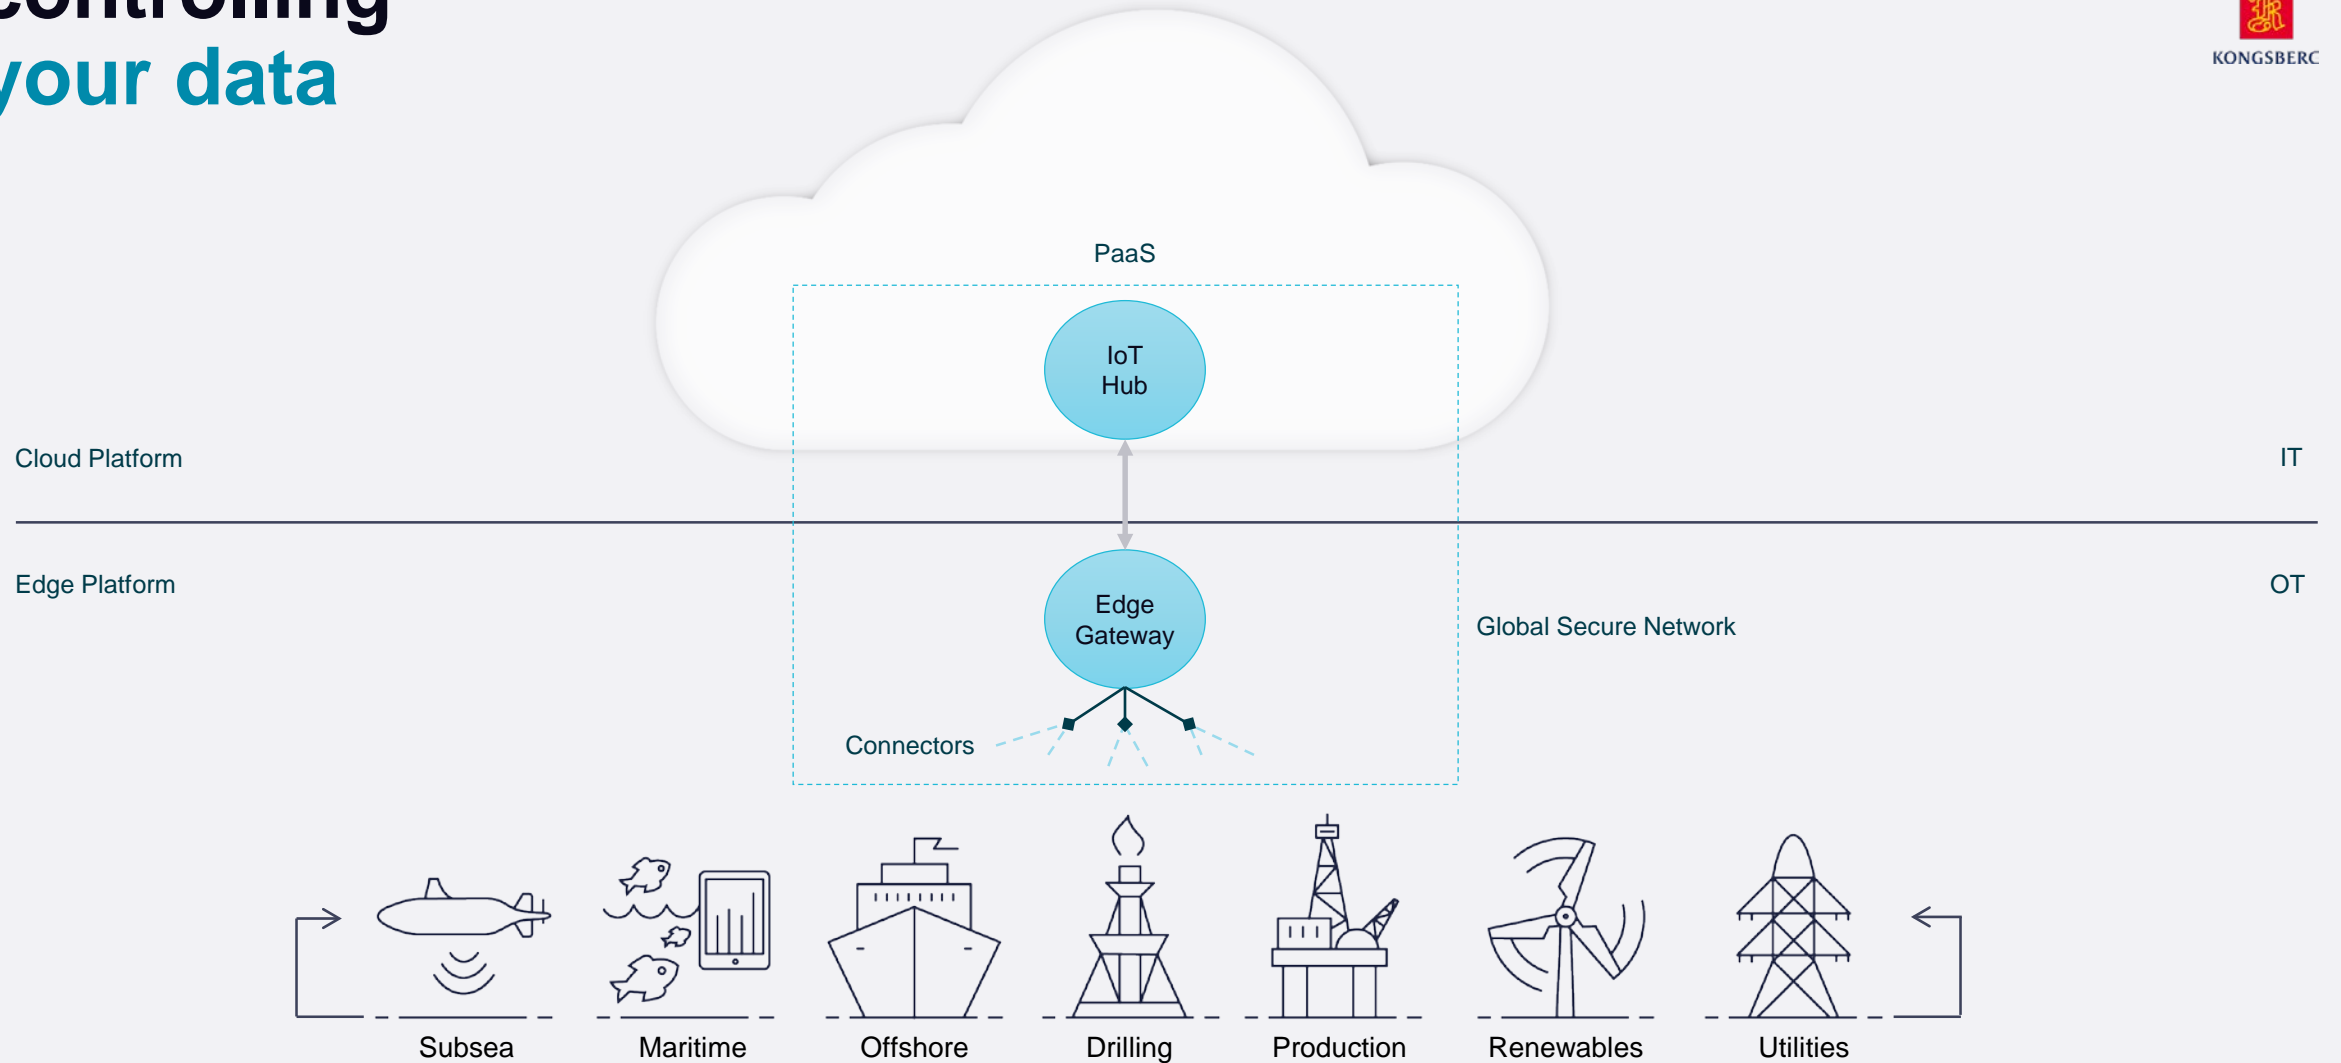 controlling
your data
KONGSBERG
PaaS
IoT
Hub
Cloud Platform
IT
Edge Platform
OT
Edge
Gateway
Global Secure Network
Connectors
Subsea
Maritime
Offshore
Drilling
Production
Renewables
Utilities